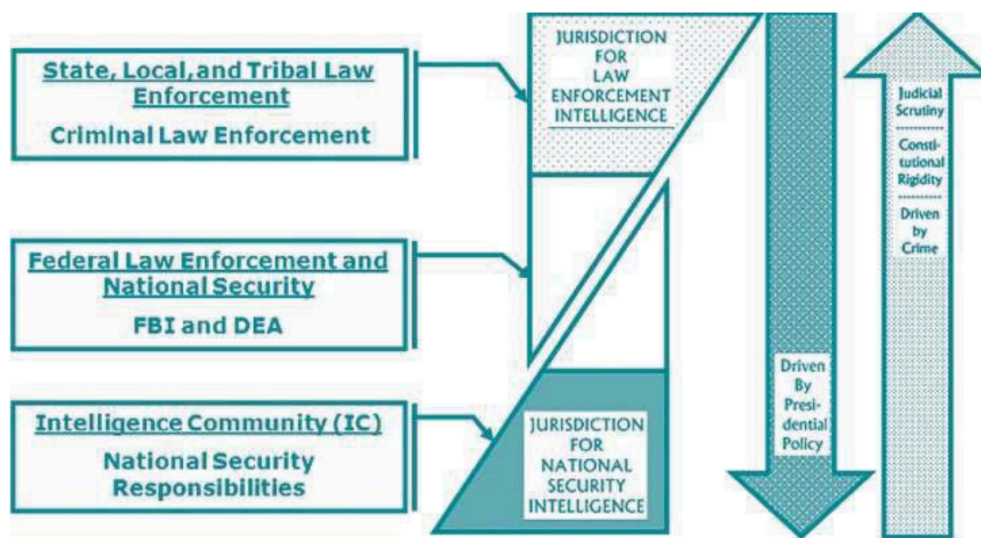 State, Local, and Tribal Law
Enforcement
Criminal Law Enforcement
Federal Law Enforcement and
National Security
FBI and DEA
Intelligence Community (IC)
National Security
Responsibilities
JURISDICTION
FOR
LAW
ENFORCEMENT
INTELLIGENCE
JURISDICTION
FOR
NATIONAL
SECURITY
INTELLIGENCE
Driven
By
Presi-
dential
Policy
Judicial
Scrutiny
Consti-
tutional
Rigidity
Driven
by
Crime